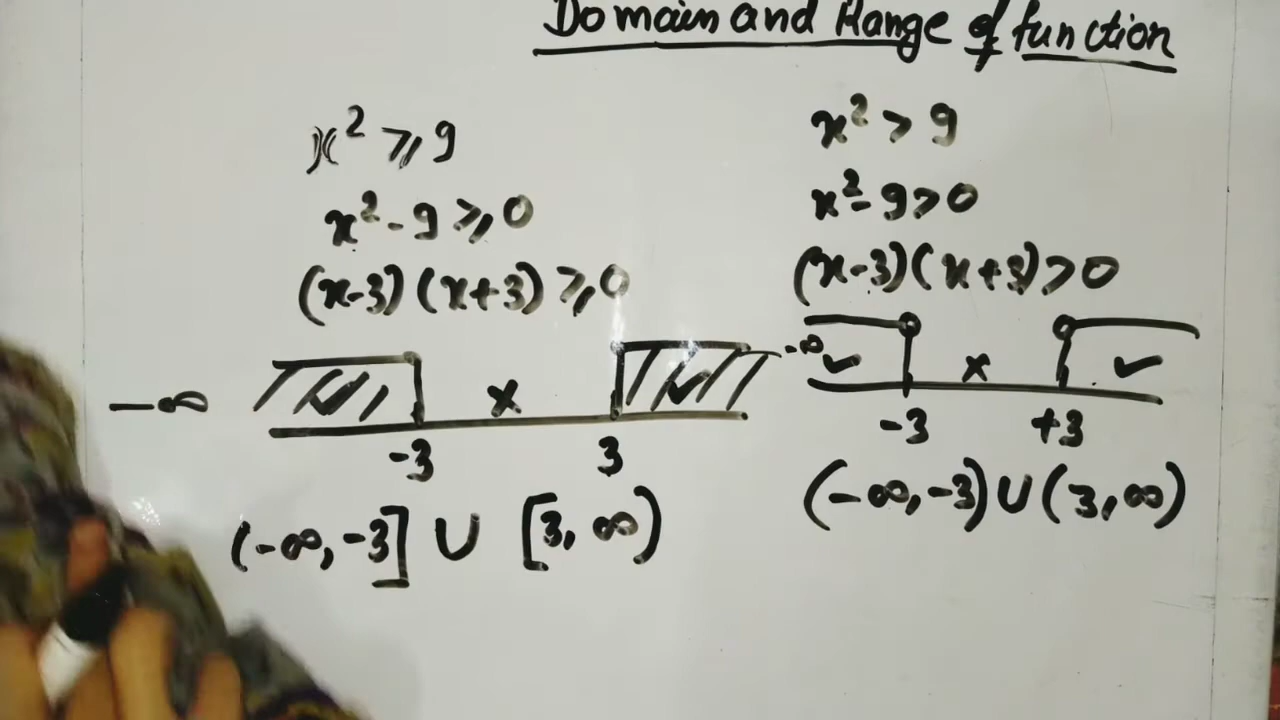 Domain and Range of function
x² ≥ 9
x² - 9 ≥ 0
(x-3)(x+3) ≥ 0
-∞ ✓ × ✓
-3 3
(-∞, -3] ∪ [3, ∞)
x² > 9
x² - 9 > 0
(x-3)(x+3) > 0
-∞ ✓ × ✓
-3 +3
(-∞, -3) ∪ (3, ∞)